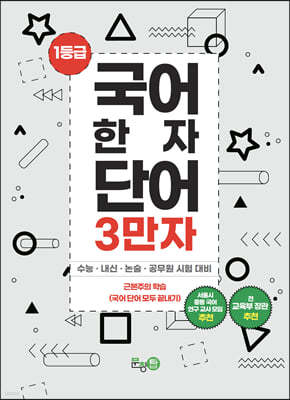 1등급
국어
한자
단어
3만자
수능·내신·논술·공무원 시험 대비
근본주의 학습
(국어 단어 모두 끝내기)
서울시
중등 국어
연구 교사 모임
추천
전
교육부 장관
추천